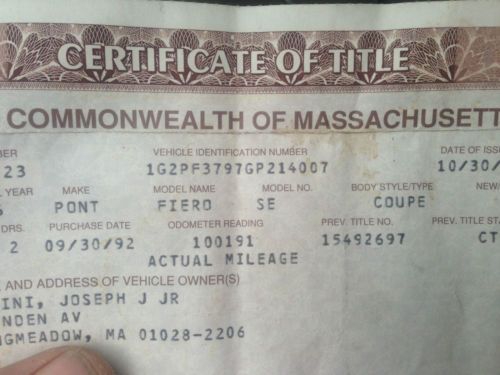 CERTIFICATE OF TITLE
COMMONWEALTH OF MASSACHUSETT
BER VEHICLE IDENTIFICATION NUMBER DATE OF ISS
23 1G2PF3797GP214007 10/30/
L YEAR MAKE MODEL NAME MODEL NO. BODY STYLE/TYPE NEW
6 PONT FIERO SE COUPE
DRS. PURCHASE DATE ODOMETER READING PREV. TITLE NO. PREV. TITLE STA
2 09/30/92 100191 15492697 CT
ACTUAL MILEAGE
E AND ADDRESS OF VEHICLE OWNER(S)
INI, JOSEPH J JR
NDEN AV
NGMEADOW, MA 01028-2206